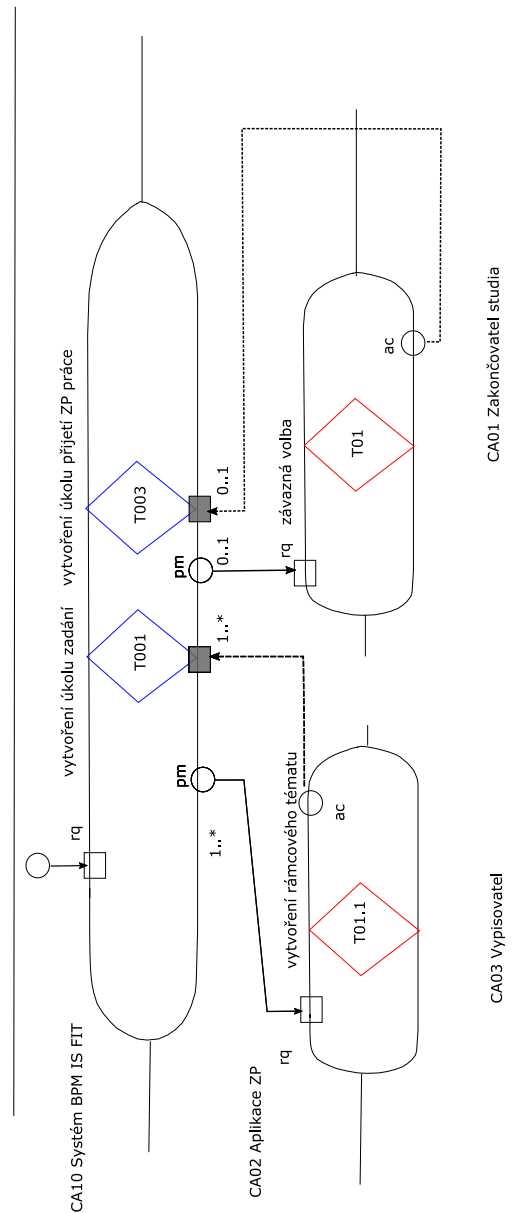 CA10 Systém BPM IS FIT
rq
vytvoření úkolu zadání
T001
vytvoření úkolu přijetí ZP práce
T003
pm
1..*
1..*
pm
0..1
0..1
CA02 Aplikace ZP
rq
vytvoření rámcového tématu
T01.1
ac
rq
závazná volba
T01
ac
CA03 Vypisovatel
CA01 Zakončovatel studia